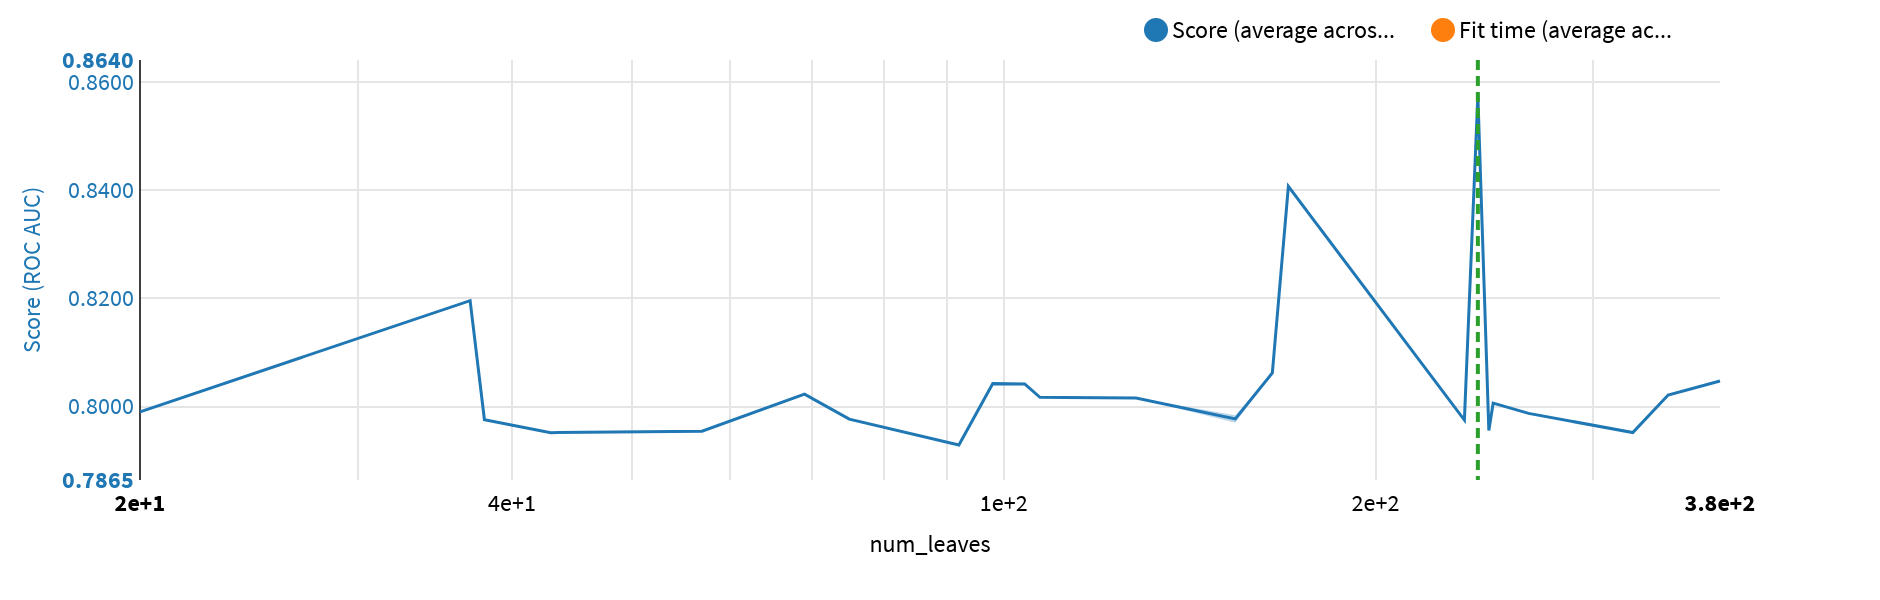 Score (average acros... Fit time (average ac...
0.8640
0.8600
0.8400
0.8200
0.8000
0.7865
Score (ROC AUC)
2e+1 4e+1 1e+2 2e+2 3.8e+2
num_leaves